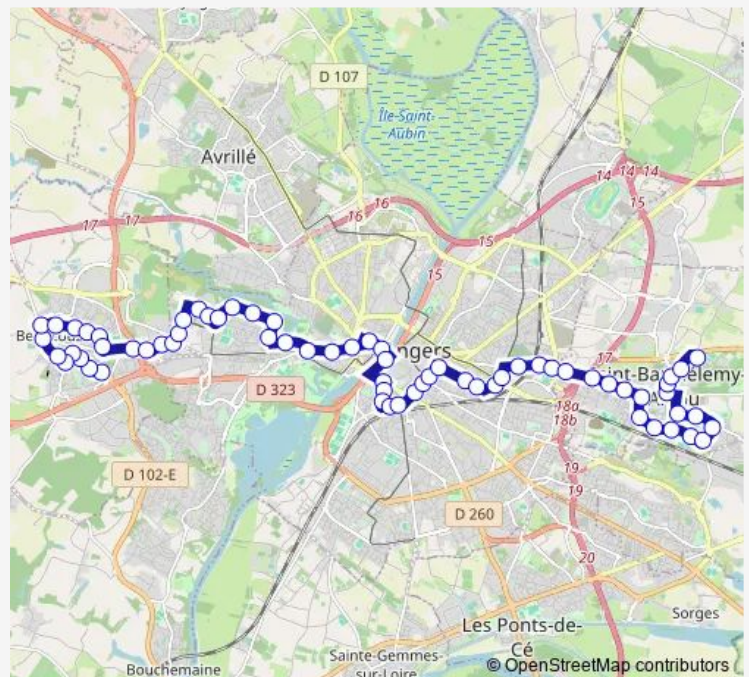 D 107
Île-Saint-
Aubin
Avrillé
14
14
14
15
17
17
16
16
15
15
17
D 323
18a
18b
D 102-E
19
19
D 260
20
Sorges
Les Ponts-de-
Cé
Sainte-Gemmes-
sur-Loire
Bouchemaine
© OpenStreetMap contributors